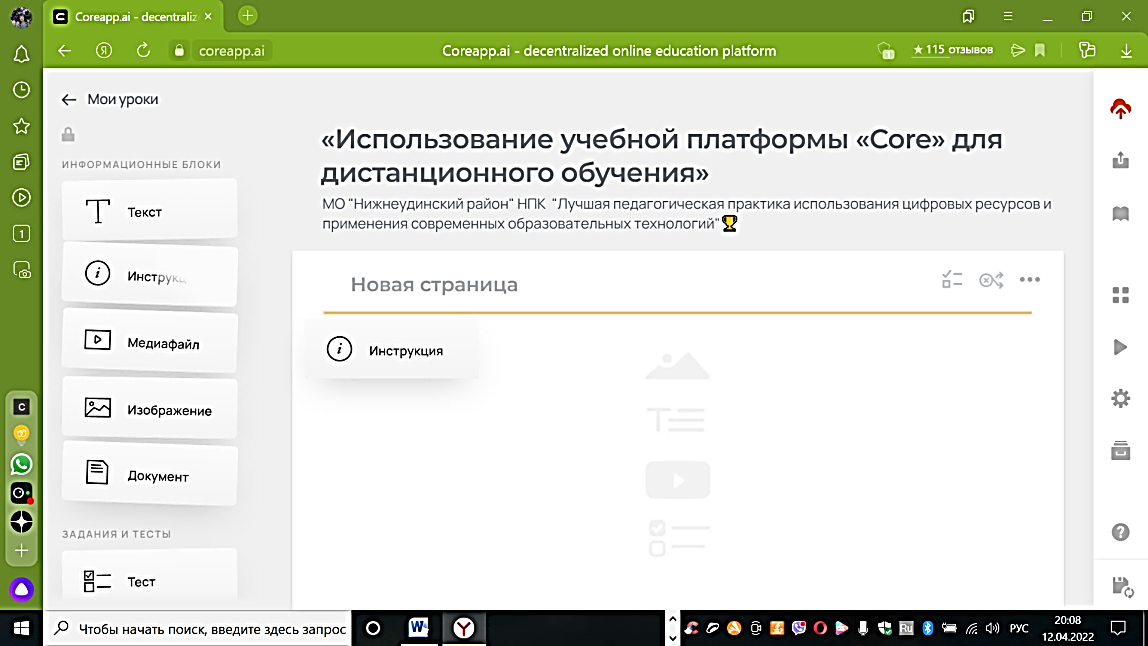 Coreapp.ai - decentraliz
coreapp.ai
Coreapp.ai - decentralized online education platform
★ 115 отзывов
Мои уроки
«Использование учебной платформы «Core» для
дистанционного обучения»
МО "Нижнеудинский район" НПК "Лучшая педагогическая практика использования цифровых ресурсов и
применения современных образовательных технологий"🏆
ИНФОРМАЦИОННЫЕ БЛОКИ
Текст
Инструкц
Медиафайл
Изображение
Документ
ЗАДАНИЯ И ТЕСТЫ
Тест
Новая страница
Инструкция
Чтобы начать поиск, введите здесь запрос
Ru
РУС
20:08
12.04.2022